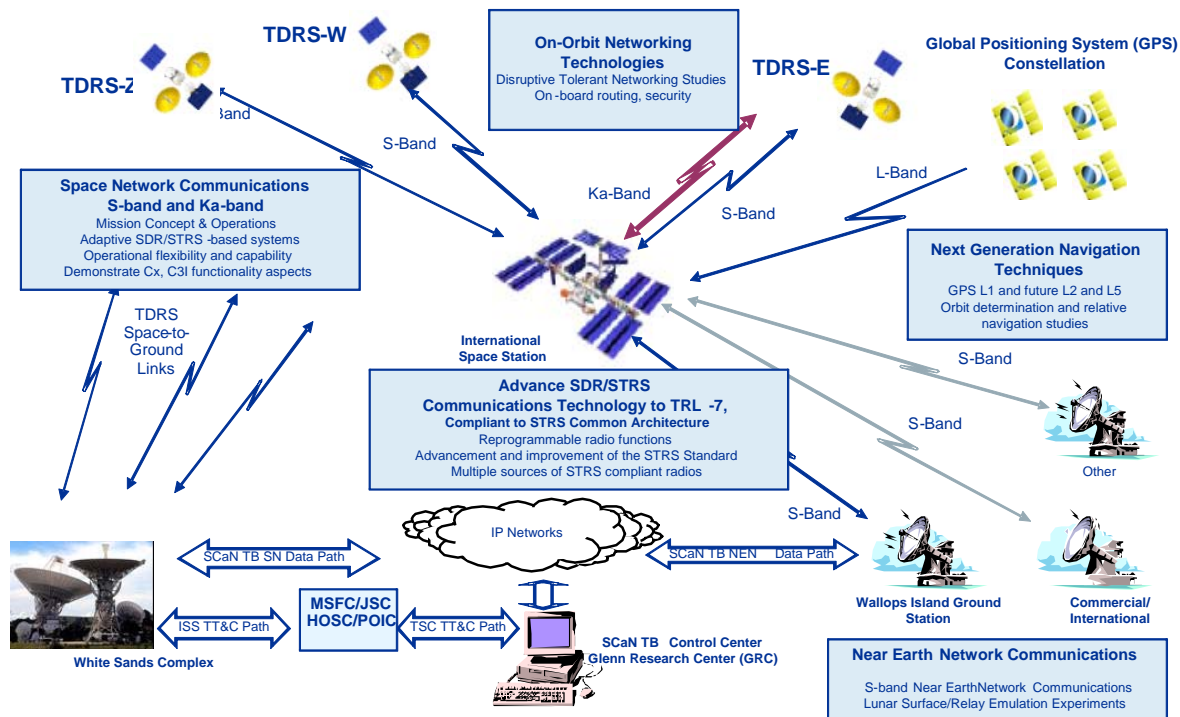 TDRS-W
TDRS-Z
Band
S-Band
On-Orbit Networking
Technologies
Disruptive Tolerant Networking Studies
On -board routing, security
TDRS-E
Global Positioning System (GPS)
Constellation
Ka-Band
S-Band
L-Band
Space Network Communications
S-band and Ka-band
Mission Concept & Operations
Adaptive SDR/STRS -based systems
Operational flexibility and capability
Demonstrate Cx, C3I functionality aspects
Next Generation Navigation
Techniques
GPS L1 and future L2 and L5
Orbit determination and relative
navigation studies
TDRS
Space-to-
Ground
Links
International
Space Station
S-Band
Advance SDR/STRS
Communications Technology to TRL -7,
Compliant to STRS Common Architecture
Reprogrammable radio functions
Advancement and improvement of the STRS Standard
Multiple sources of STRS compliant radios
S-Band
Other
S-Band
IP Networks
SCaN TB SN Data Path
SCaN TB NEN Data Path
ISS TT&C Path
MSFC/JSC
HOSC/POIC
TSC TT&C Path
White Sands Complex
SCaN TB Control Center
Glenn Research Center (GRC)
Wallops Island Ground
Station
Commercial/
International
Near Earth Network Communications
S-band Near EarthNetwork Communications
Lunar Surface/Relay Emulation Experiments